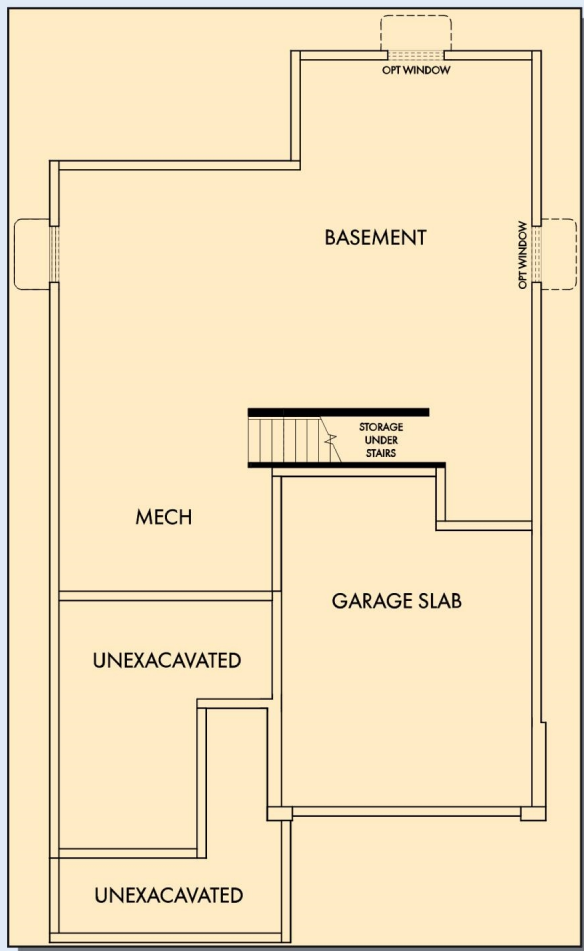 OPT WINDOW
BASEMENT
OPT WINDOW
STORAGE
UNDER
STAIRS
MECH
GARAGE SLAB
UNEXACAVATED
UNEXACAVATED